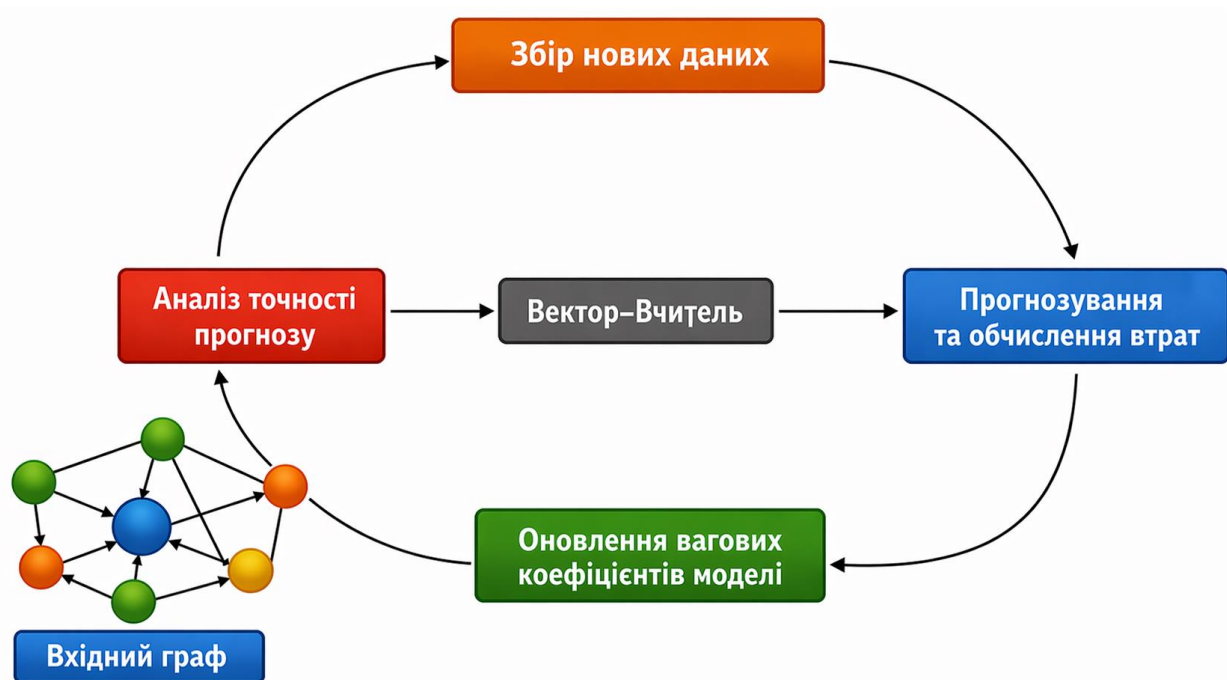 Збір нових даних
Аналіз точності
прогнозу
Вектор–Вчитель
Прогнозування
та обчислення втрат
Оновлення вагових
коефіцієнтів моделі
Вхідний граф